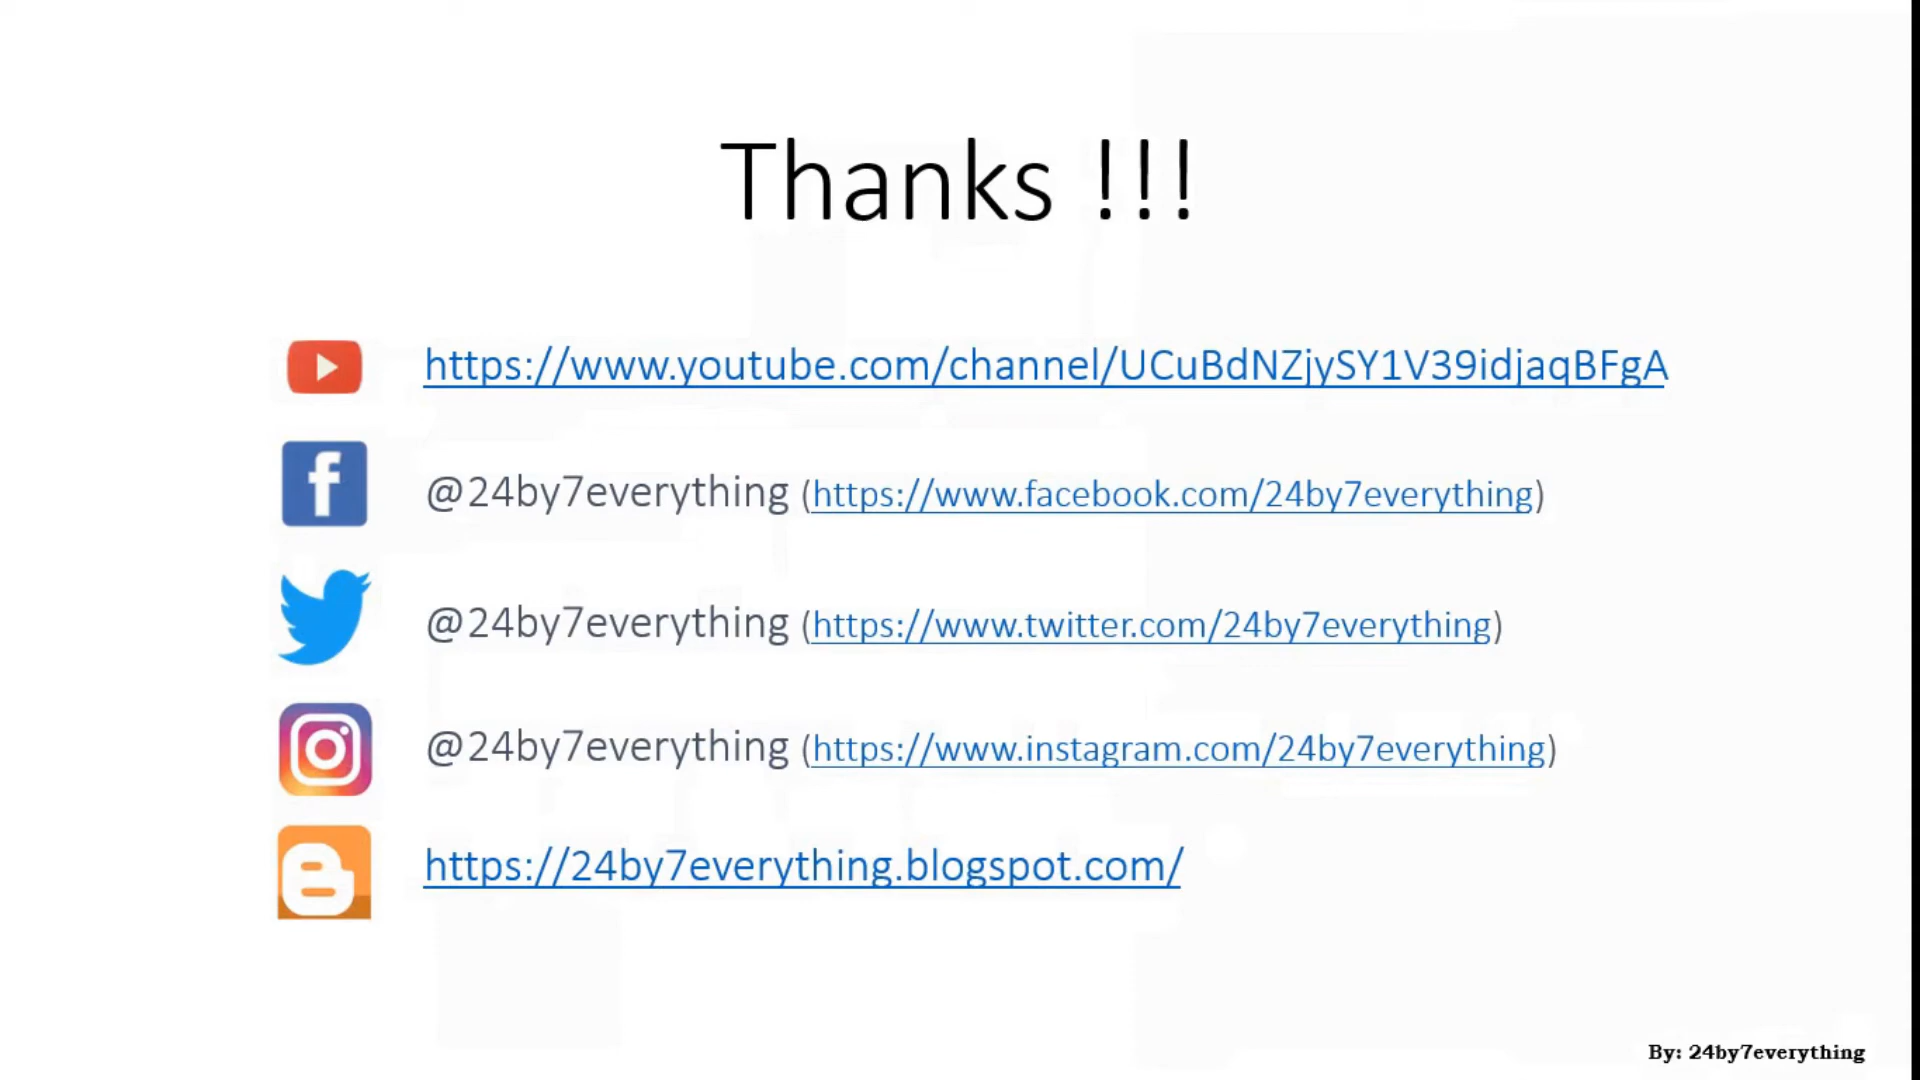 Thanks !!!
https://www.youtube.com/channel/UCuBdNZjySY1V39idjaqBFgA
@24by7everything (https://www.facebook.com/24by7everything)
@24by7everything (https://www.twitter.com/24by7everything)
@24by7everything (https://www.instagram.com/24by7everything)
https://24by7everything.blogspot.com/
By: 24by7everything